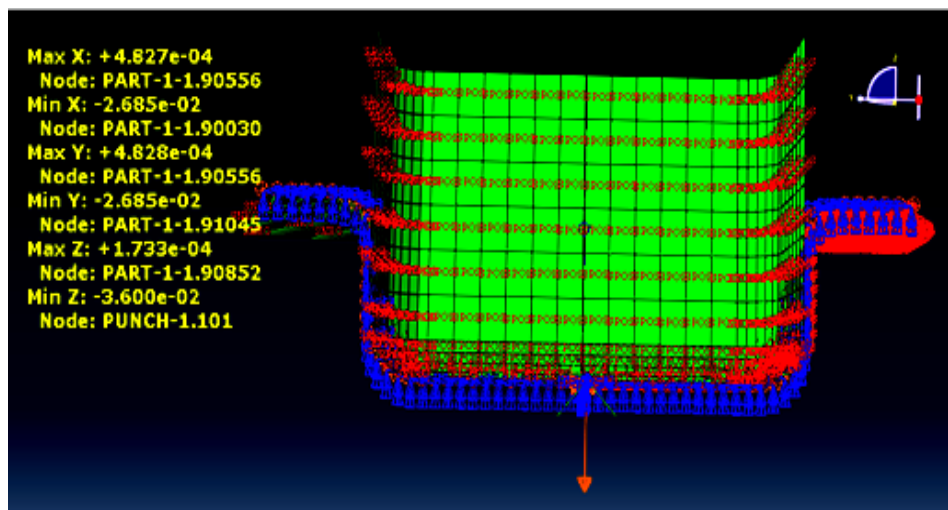 Max X: +4.827e-04
Node: PART-1-1.90556
Min X: -2.685e-02
Node: PART-1-1.90030
Max Y: +4.828e-04
Node: PART-1-1.90556
Min Y: -2.685e-02
Node: PART-1-1.91045
Max Z: +1.733e-04
Node: PART-1-1.90852
Min Z: -3.600e-02
Node: PUNCH-1.101